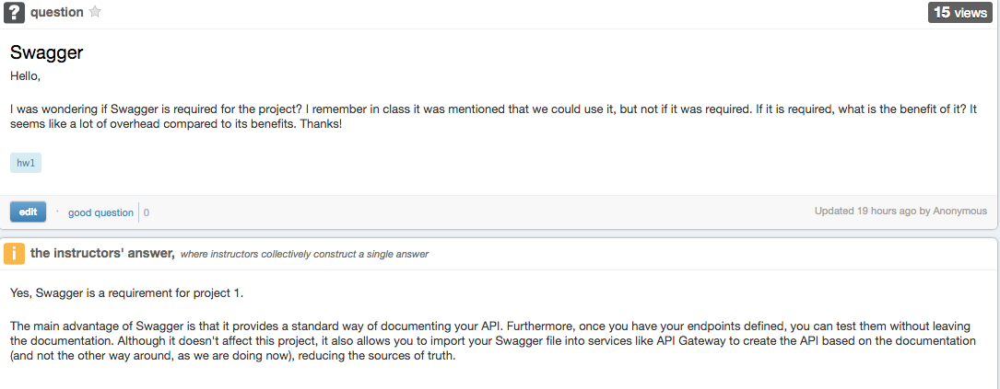 ? question 15 views
Swagger
Hello,
I was wondering if Swagger is required for the project? I remember in class it was mentioned that we could use it, but not if it was required. If it is required, what is the benefit of it? It
seems like a lot of overhead compared to its benefits. Thanks!
hw1
edit · good question 0 Updated 19 hours ago by Anonymous
i the instructors' answer, where instructors collectively construct a single answer
Yes, Swagger is a requirement for project 1.
The main advantage of Swagger is that it provides a standard way of documenting your API. Furthermore, once you have your endpoints defined, you can test them without leaving
the documentation. Although it doesn't affect this project, it also allows you to import your Swagger file into services like API Gateway to create the API based on the documentation
(and not the other way around, as we are doing now), reducing the sources of truth.